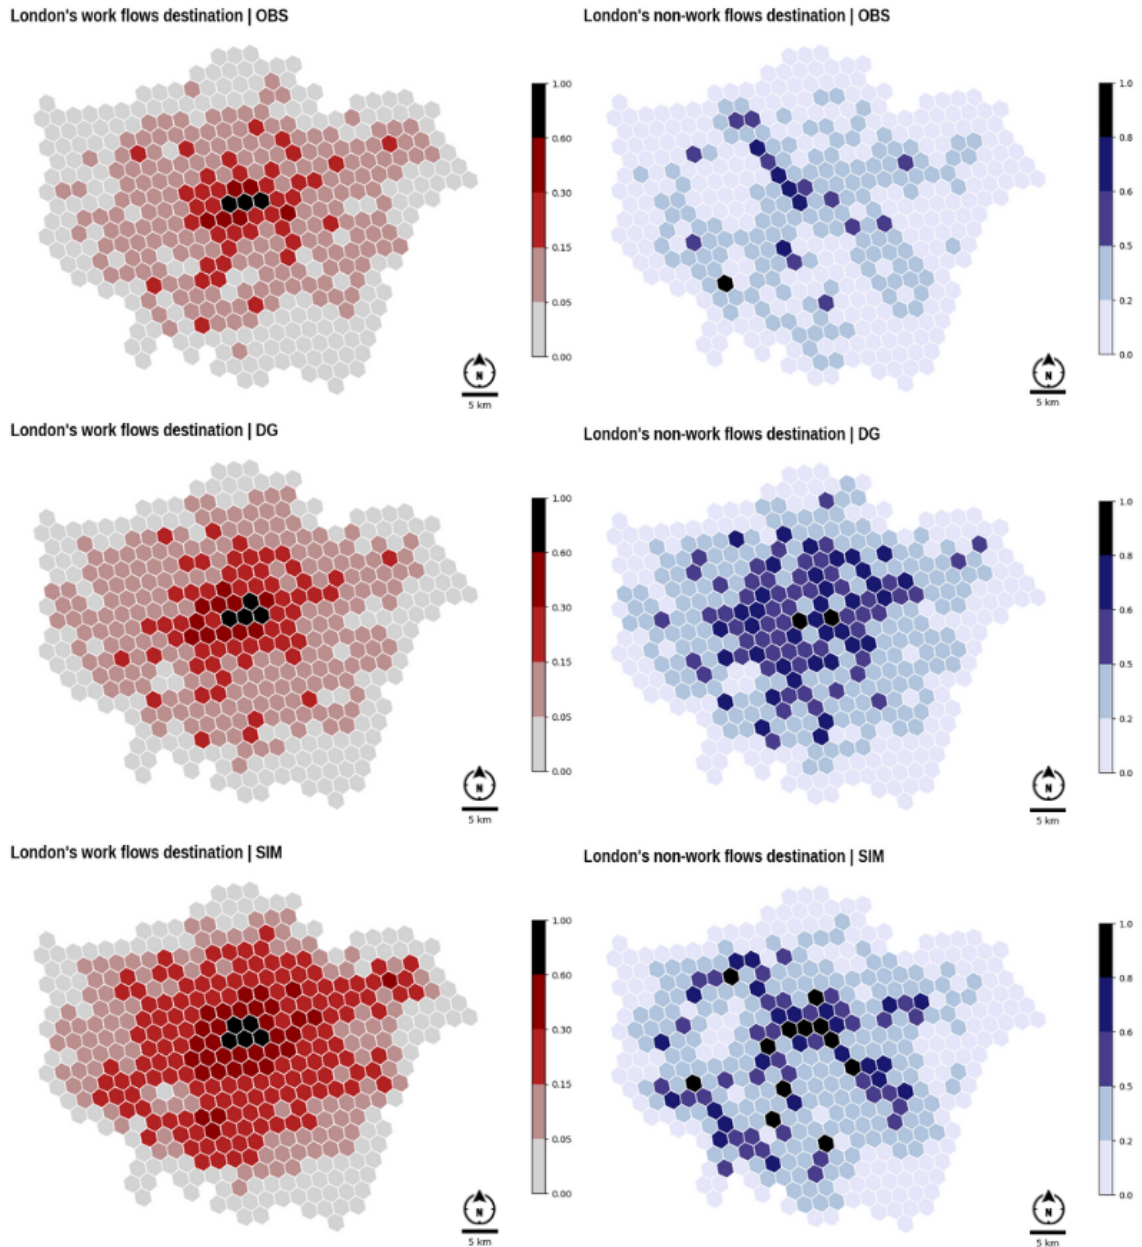 London's work flows destination | OBS
1.00
0.60
0.30
0.15
0.05
0.00
N
5 km
London's non-work flows destination | OBS
1.0
0.8
0.6
0.5
0.2
0.0
N
5 km
London's work flows destination | DG
1.00
0.60
0.30
0.15
0.05
0.00
N
5 km
London's non-work flows destination | DG
1.0
0.8
0.6
0.5
0.2
0.0
N
5 km
London's work flows destination | SIM
1.00
0.60
0.30
0.15
0.05
0.00
N
5 km
London's non-work flows destination | SIM
1.0
0.8
0.6
0.5
0.2
0.0
N
5 km